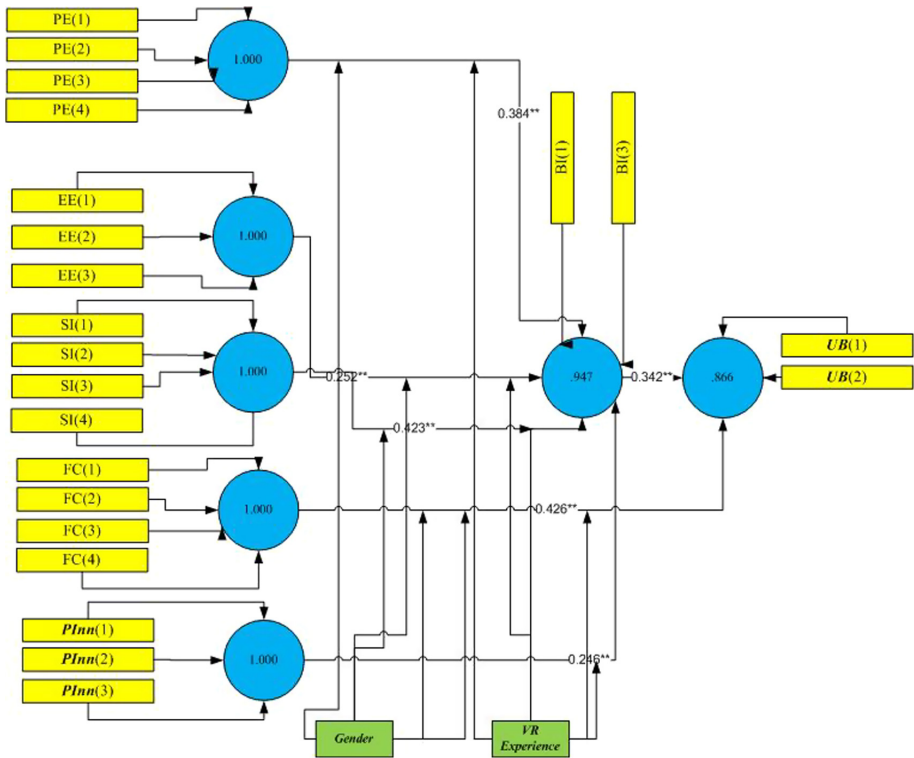 PE(1)
PE(2)
PE(3)
PE(4)
1.000
0.384**
BI(1)
BI(3)
EE(1)
EE(2)
EE(3)
1.000
SI(1)
SI(2)
SI(3)
SI(4)
1.000
0.252**
.947
0.342**
.866
UB(1)
UB(2)
0.423**
FC(1)
FC(2)
FC(3)
FC(4)
1.000
0.426**
PInn(1)
PInn(2)
PInn(3)
1.000
0.246**
Gender
VR
Experience